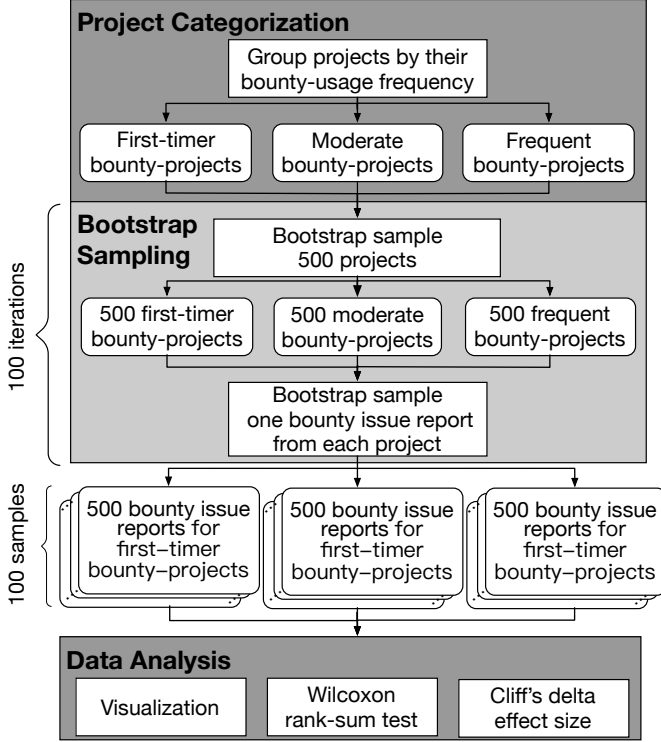 Project Categorization
Group projects by their
bounty-usage frequency
First-timer
bounty-projects
Moderate
bounty-projects
Frequent
bounty-projects
Bootstrap
Sampling
100 iterations
Bootstrap sample
500 projects
500 first-timer
bounty-projects
500 moderate
bounty-projects
500 frequent
bounty-projects
Bootstrap sample
one bounty issue report
from each project
100 samples
500 bounty issue
reports for
first–timer
bounty–projects
500 bounty issue
reports for
first–timer
bounty–projects
500 bounty issue
reports for
first–timer
bounty–projects
Data Analysis
Visualization
Wilcoxon
rank-sum test
Cliff's delta
effect size